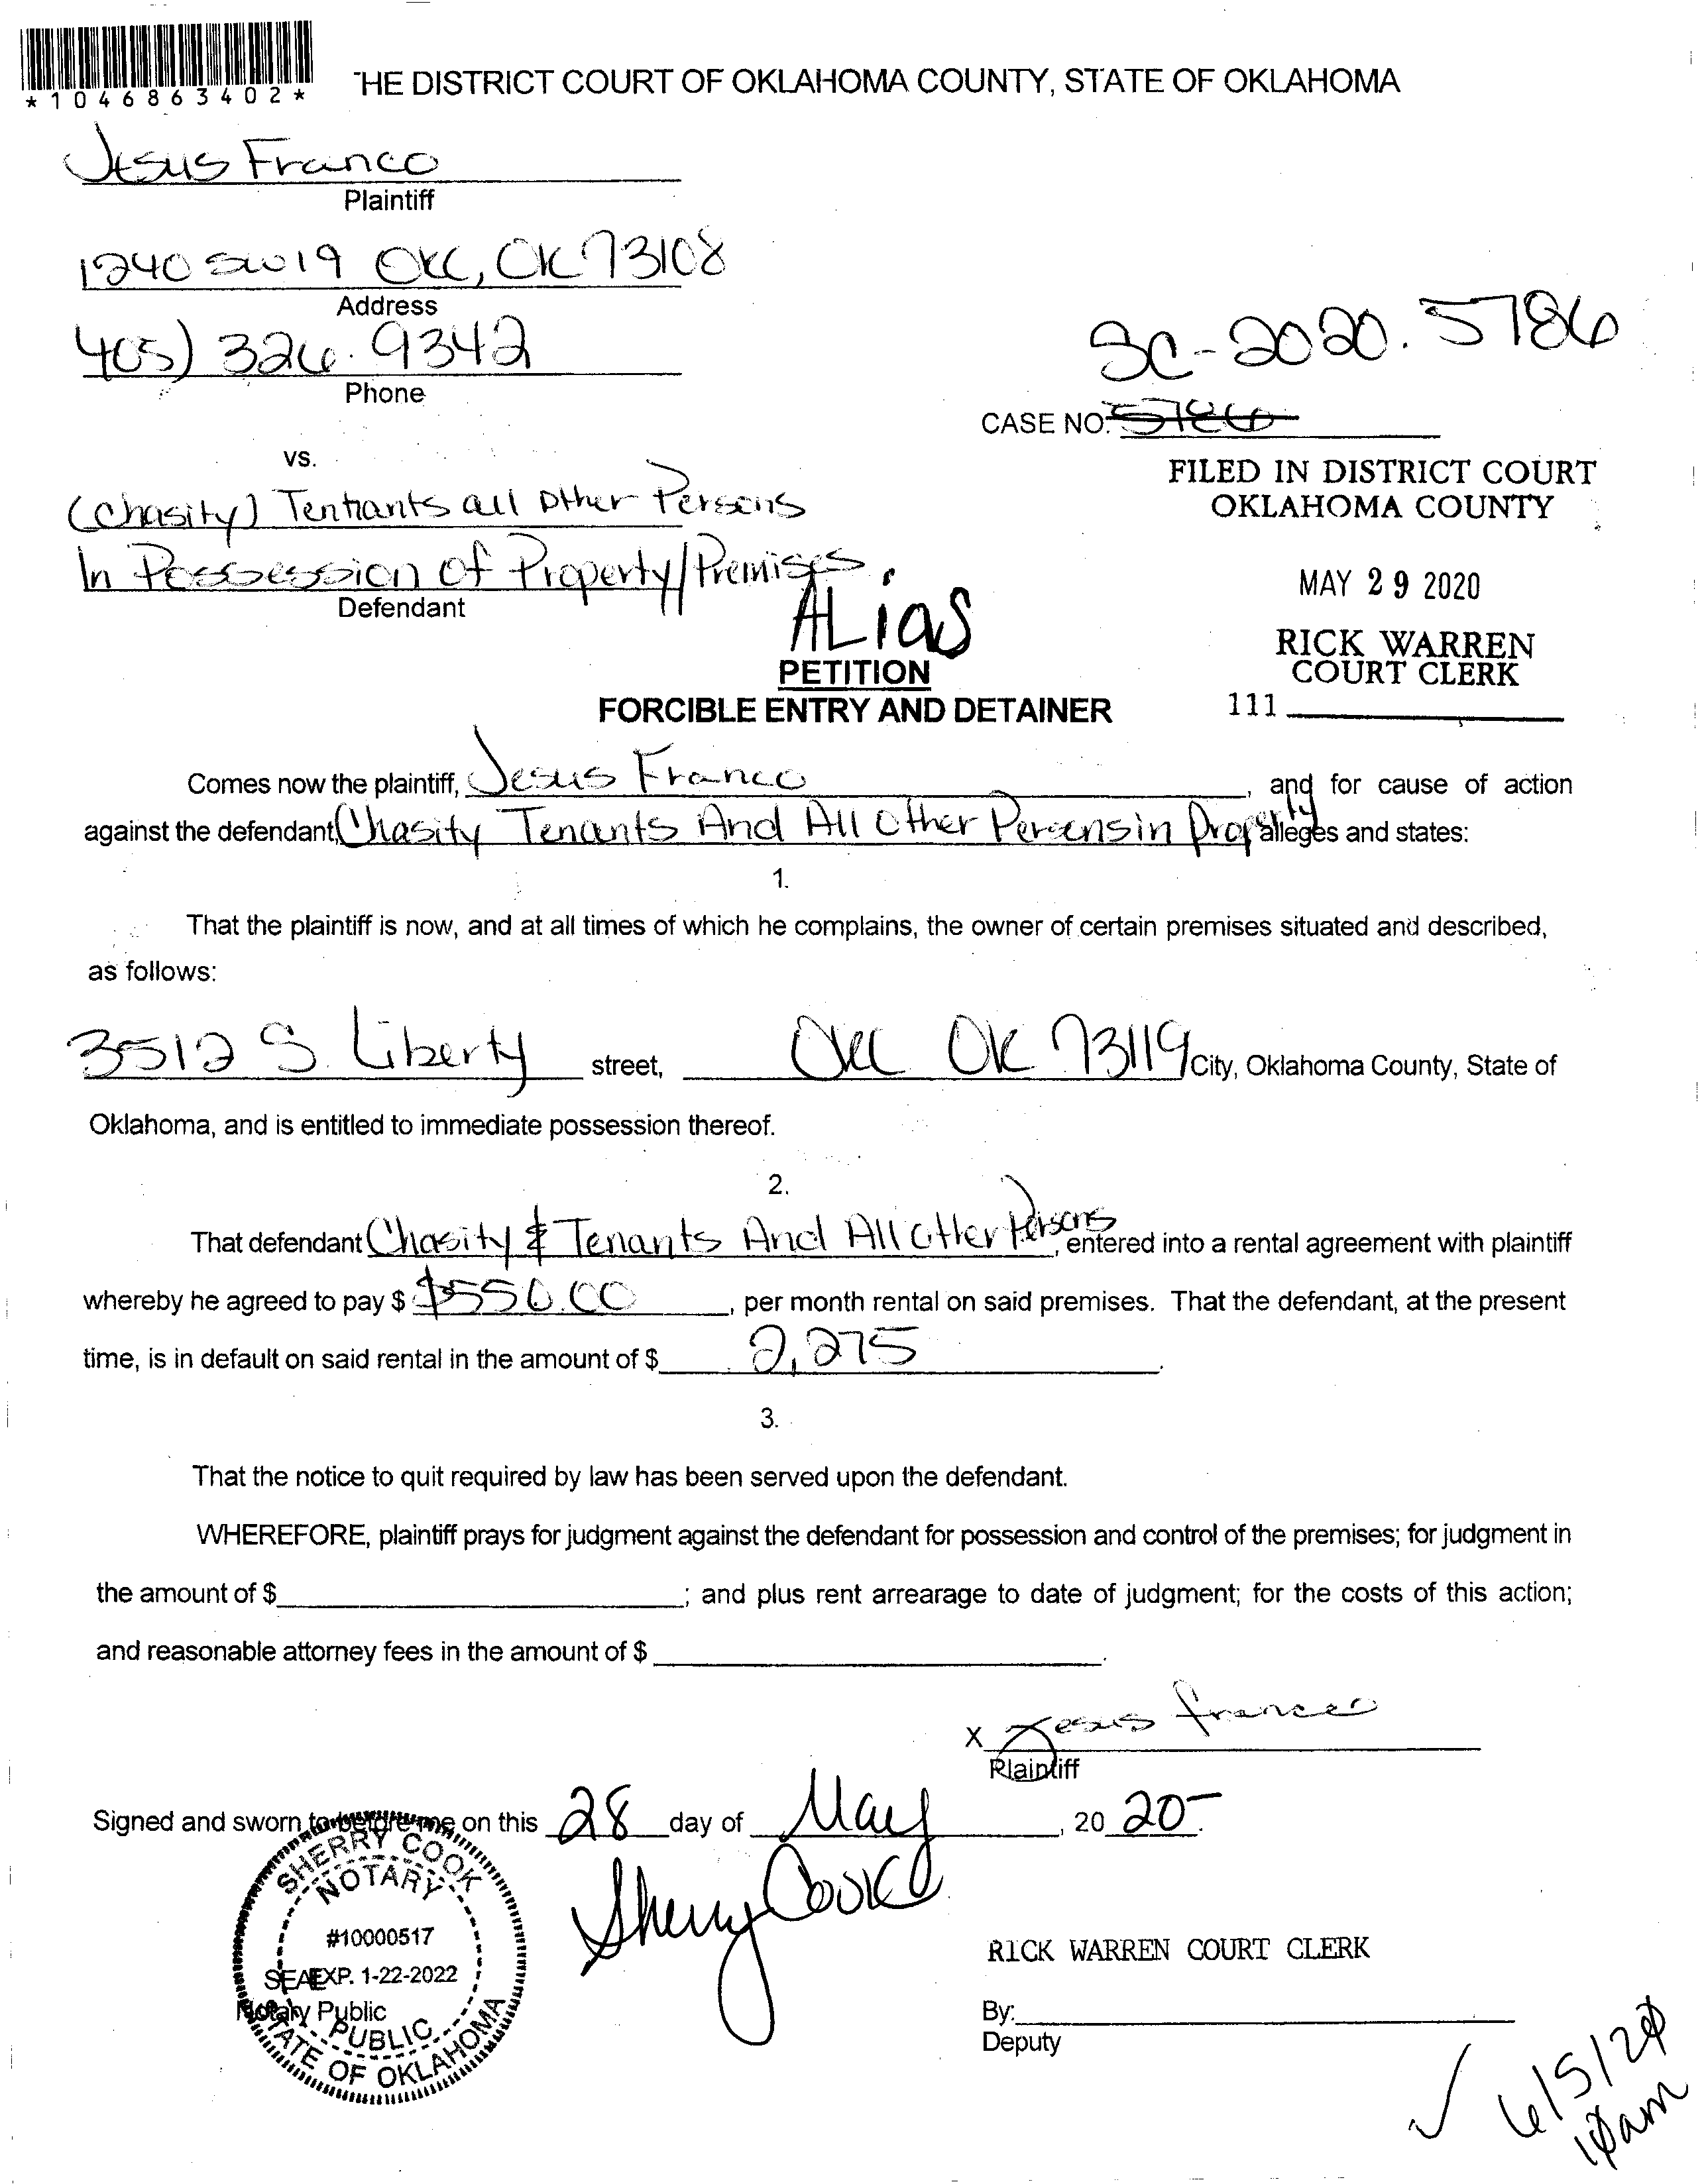 *1046863402*
THE DISTRICT COURT OF OKLAHOMA COUNTY, STATE OF OKLAHOMA
Jesus Franco
Plaintiff
1240 SW 19 OKC, OK 73108
Address
405) 326.9342
Phone
SC-2020.5786
CASE NO. 5786
vs.
FILED IN DISTRICT COURT
OKLAHOMA COUNTY
(Chasity) Tentants all other Persons
In Possession of Property/Premises.
Defendant
MAY 29 2020
ALias
RICK WARREN
COURT CLERK
PETITION
FORCIBLE ENTRY AND DETAINER
111
Comes now the plaintiff, Jesus Franco, and for cause of action
against the defendant, Chasity Tenants And All Other Persons in Property alleges and states:
1.
That the plaintiff is now, and at all times of which he complains, the owner of certain premises situated and described,
as follows:
3512 S. Liberty street, OKC OK 73119 City, Oklahoma County, State of
Oklahoma, and is entitled to immediate possession thereof.
2.
That defendant Chasity & Tenants And All Other Persons, entered into a rental agreement with plaintiff
whereby he agreed to pay $ $550.00, per month rental on said premises. That the defendant, at the present
time, is in default on said rental in the amount of $ 2,275.
3.
That the notice to quit required by law has been served upon the defendant.
WHEREFORE, plaintiff prays for judgment against the defendant for possession and control of the premises; for judgment in
the amount of $ ; and plus rent arrearage to date of judgment; for the costs of this action;
and reasonable attorney fees in the amount of $ .
X Jesus Franco
Plaintiff
Signed and sworn to before me on this 28 day of May, 20 20-.
Sherry Cook
SHERRY COOK
NOTARY
#10000517
SEAL EXP. 1-22-2022
Notary Public
PUBLIC
STATE OF OKLAHOMA
RICK WARREN COURT CLERK
By:
Deputy
6/5/20
10am